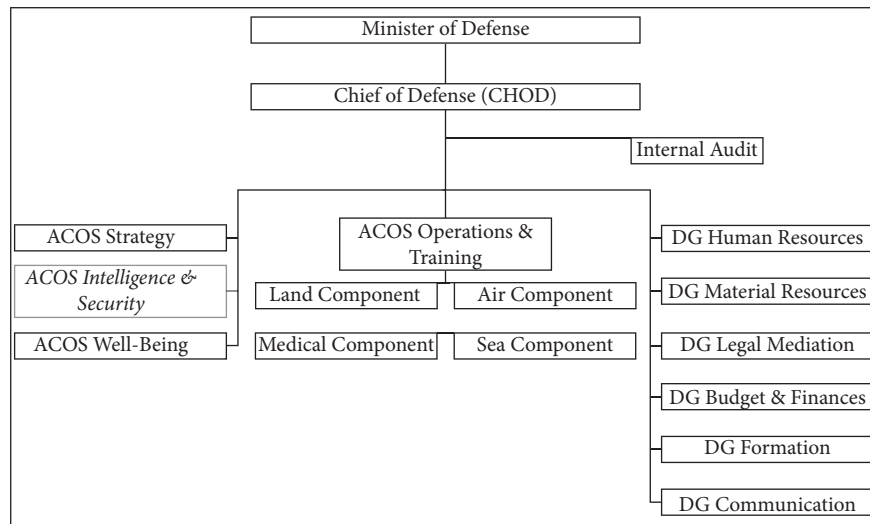 Minister of Defense
Chief of Defense (CHOD)
Internal Audit
ACOS Strategy
ACOS Intelligence &
Security
ACOS Well-Being
ACOS Operations &
Training
Land Component
Air Component
Medical Component
Sea Component
DG Human Resources
DG Material Resources
DG Legal Mediation
DG Budget & Finances
DG Formation
DG Communication